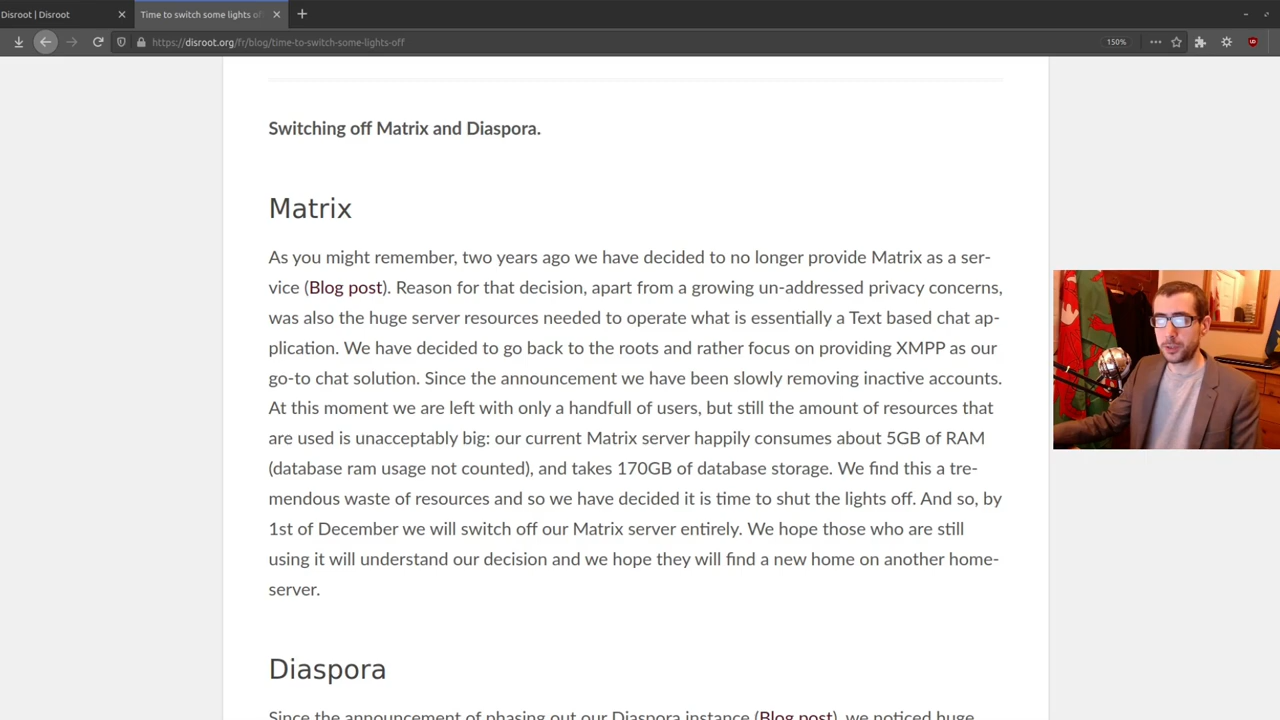 Disroot | Disroot
Time to switch some lights of
https://disroot.org/fr/blog/time-to-switch-some-lights-off
150%
Switching off Matrix and Diaspora.
Matrix
As you might remember, two years ago we have decided to no longer provide Matrix as a ser-
vice (Blog post). Reason for that decision, apart from a growing un-addressed privacy concerns,
was also the huge server resources needed to operate what is essentially a Text based chat ap-
plication. We have decided to go back to the roots and rather focus on providing XMPP as our
go-to chat solution. Since the announcement we have been slowly removing inactive accounts.
At this moment we are left with only a handfull of users, but still the amount of resources that
are used is unacceptably big: our current Matrix server happily consumes about 5GB of RAM
(database ram usage not counted), and takes 170GB of database storage. We find this a tre-
mendous waste of resources and so we have decided it is time to shut the lights off. And so, by
1st of December we will switch off our Matrix server entirely. We hope those who are still
using it will understand our decision and we hope they will find a new home on another home-
server.
Diaspora
Since the announcement of phasing out our Diaspora instance (Blog post), we noticed huge